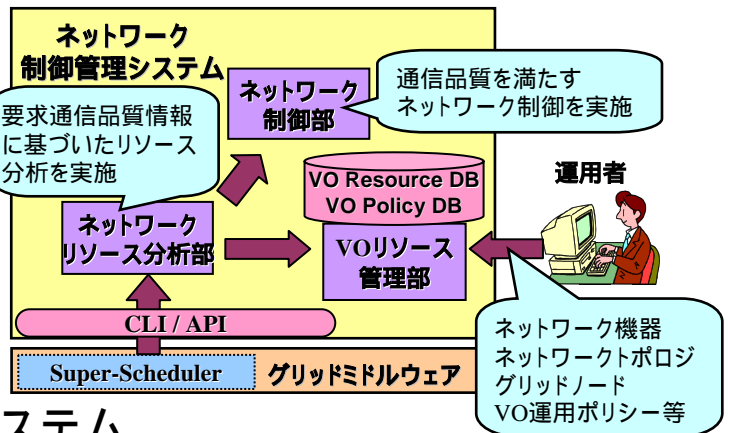 ネットワーク
制御管理システム
要求通信品質情報
に基づいたリソース
分析を実施
ネットワーク
制御部
通信品質を満たす
ネットワーク制御を実施
VO Resource DB
VO Policy DB
運用者
ネットワーク
リソース分析部
VOリソース
管理部
CLI / API
ネットワーク機器
ネットワークトポロジ
グリッドノード
VO運用ポリシー等
Super-Scheduler
グリッドミドルウェア
ステム